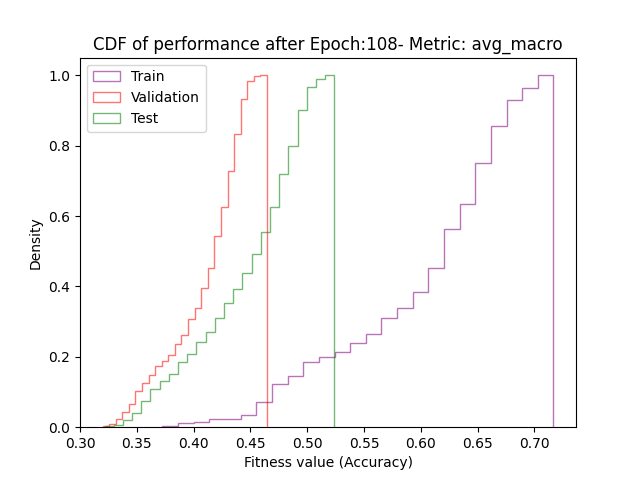 CDF of performance after Epoch:108- Metric: avg_macro
Train
Validation
Test
1.0
0.8
0.6
0.4
0.2
0.0
Density
0.30 0.35 0.40 0.45 0.50 0.55 0.60 0.65 0.70
Fitness value (Accuracy)